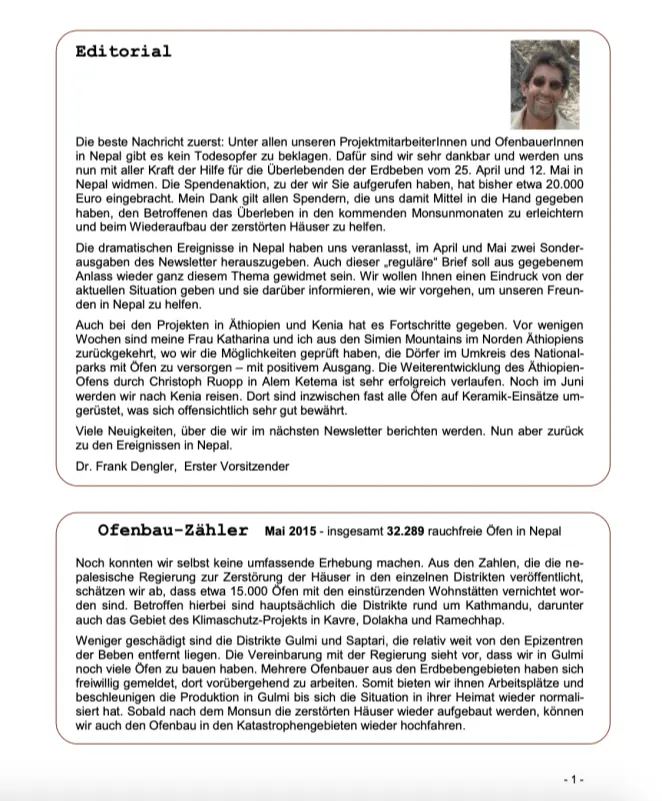 Editorial
Die beste Nachricht zuerst: Unter allen unseren ProjektmitarbeiterInnen und OfenbauerInnen
in Nepal gibt es kein Todesopfer zu beklagen. Dafür sind wir sehr dankbar und werden uns
nun mit aller Kraft der Hilfe für die Überlebenden der Erdbeben vom 25. April und 12. Mai in
Nepal widmen. Die Spendenaktion, zu der wir Sie aufgerufen haben, hat bisher etwa 20.000
Euro eingebracht. Mein Dank gilt allen Spendern, die uns damit Mittel in die Hand gegeben
haben, den Betroffenen das Überleben in den kommenden Monsunmonaten zu erleichtern
und beim Wiederaufbau der zerstörten Häuser zu helfen.
Die dramatischen Ereignisse in Nepal haben uns veranlasst, im April und Mai zwei Sonder-
ausgaben des Newsletter herauszugeben. Auch dieser „reguläre“ Brief soll aus gegebenem
Anlass wieder ganz diesem Thema gewidmet sein. Wir wollen Ihnen einen Eindruck von der
aktuellen Situation geben und sie darüber informieren, wie wir vorgehen, um unseren Freun-
den in Nepal zu helfen.
Auch bei den Projekten in Äthiopien und Kenia hat es Fortschritte gegeben. Vor wenigen
Wochen sind meine Frau Katharina und ich aus den Simien Mountains im Norden Äthiopiens
zurückgekehrt, wo wir die Möglichkeiten geprüft haben, die Dörfer im Umkreis des National-
parks mit Öfen zu versorgen – mit positivem Ausgang. Die Weiterentwicklung des Äthiopien-
Ofens durch Christoph Ruopp in Alem Ketema ist sehr erfolgreich verlaufen. Noch im Juni
werden wir nach Kenia reisen. Dort sind inzwischen fast alle Öfen auf Keramik-Einsätze um-
gerüstet, was sich offensichtlich sehr gut bewährt.
Viele Neuigkeiten, über die wir im nächsten Newsletter berichten werden. Nun aber zurück
zu den Ereignissen in Nepal.
Dr. Frank Dengler, Erster Vorsitzender
Ofenbau-Zähler Mai 2015 - insgesamt 32.289 rauchfreie Öfen in Nepal
Noch konnten wir selbst keine umfassende Erhebung machen. Aus den Zahlen, die die ne-
palesische Regierung zur Zerstörung der Häuser in den einzelnen Distrikten veröffentlicht,
schätzen wir ab, dass etwa 15.000 Öfen mit den einstürzenden Wohnstätten vernichtet wor-
den sind. Betroffen hierbei sind hauptsächlich die Distrikte rund um Kathmandu, darunter
auch das Gebiet des Klimaschutz-Projekts in Kavre, Dolakha und Ramechhap.
Weniger geschädigt sind die Distrikte Gulmi und Saptari, die relativ weit von den Epizentren
der Beben entfernt liegen. Die Vereinbarung mit der Regierung sieht vor, dass wir in Gulmi
noch viele Öfen zu bauen haben. Mehrere Ofenbauer aus den Erdbebengebieten haben sich
freiwillig gemeldet, dort vorübergehend zu arbeiten. Somit bieten wir ihnen Arbeitsplätze und
beschleunigen die Produktion in Gulmi bis sich die Situation in ihrer Heimat wieder normali-
siert hat. Sobald nach dem Monsun die zerstörten Häuser wieder aufgebaut werden, können
wir auch den Ofenbau in den Katastrophengebieten wieder hochfahren.
- 1 -